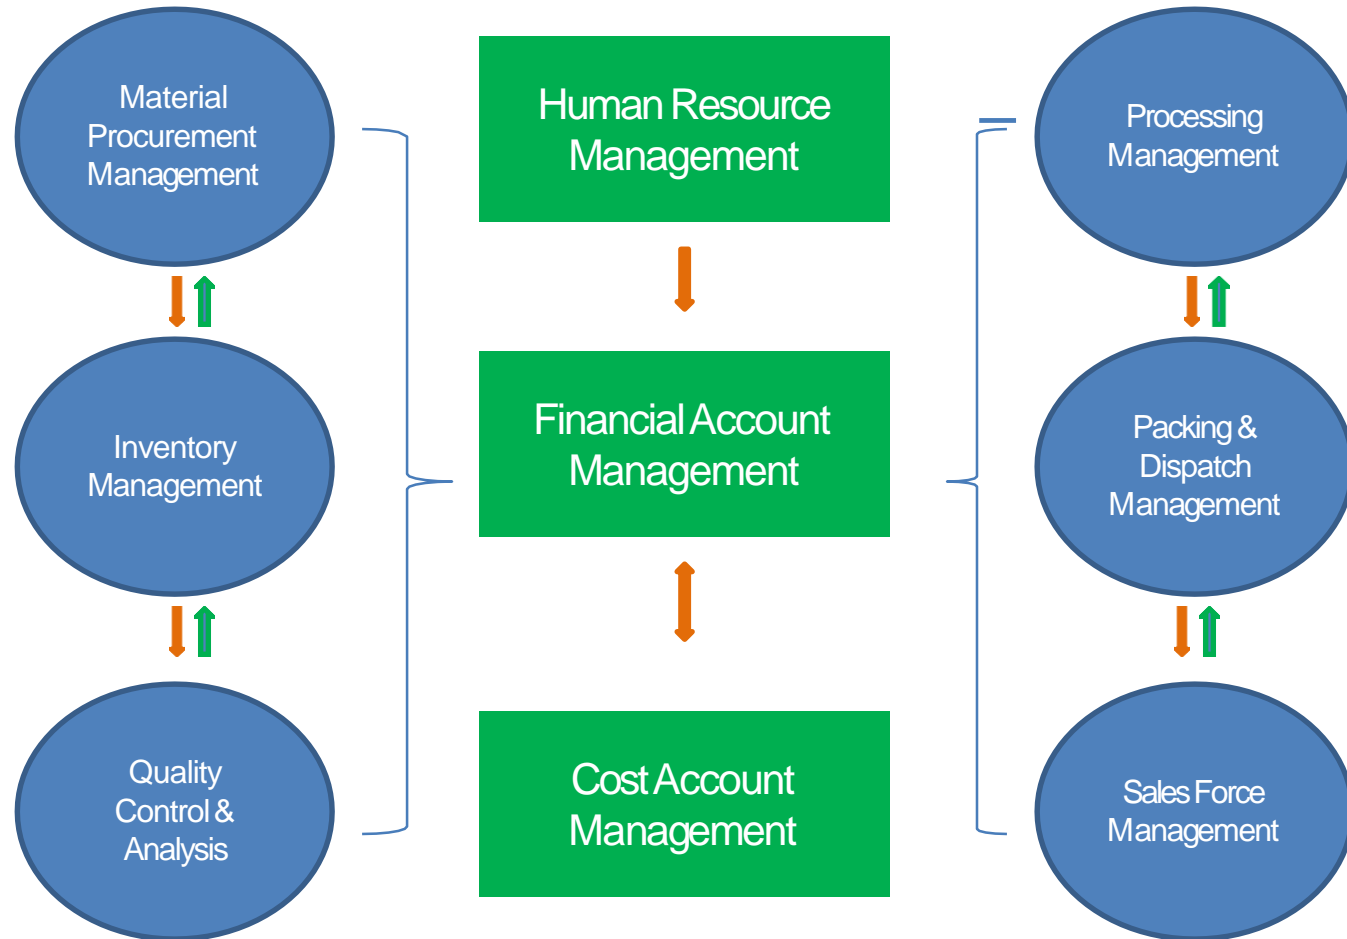 Material
Procurement
Management
Inventory
Management
Quality
Control &
Analysis
Human Resource
Management
Financial Account
Management
Cost Account
Management
Processing
Management
Packing &
Dispatch
Management
Sales Force
Management